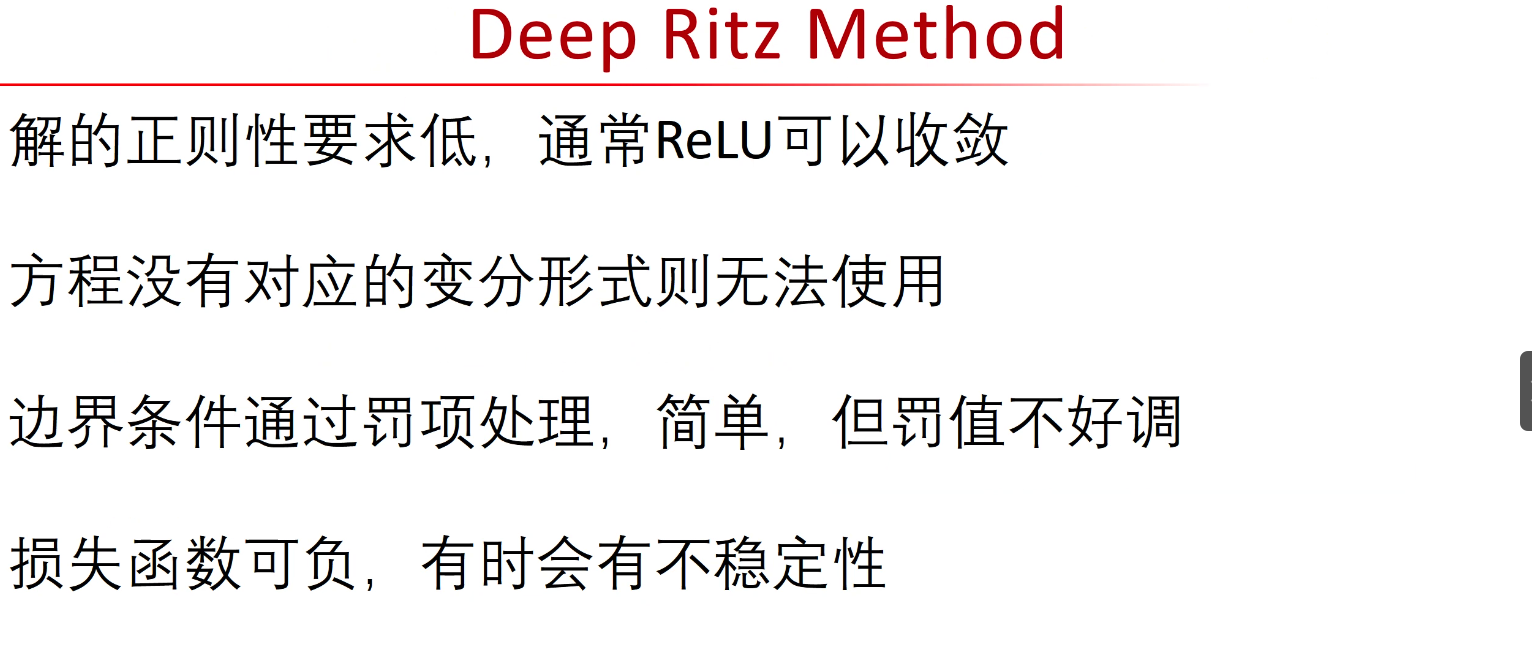 Deep Ritz Method
解的正则性要求低，通常ReLU可以收敛
方程没有对应的变分形式则无法使用
边界条件通过罚项处理，简单，但罚值不好调
损失函数可负，有时会有不稳定性